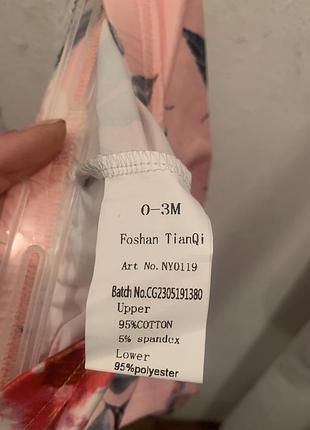 0-3M
Foshan TianQi
Art No. NY0119
Batch No.CG2305191380
Upper
95%COTTON
5% spandex
Lower
95%polyester